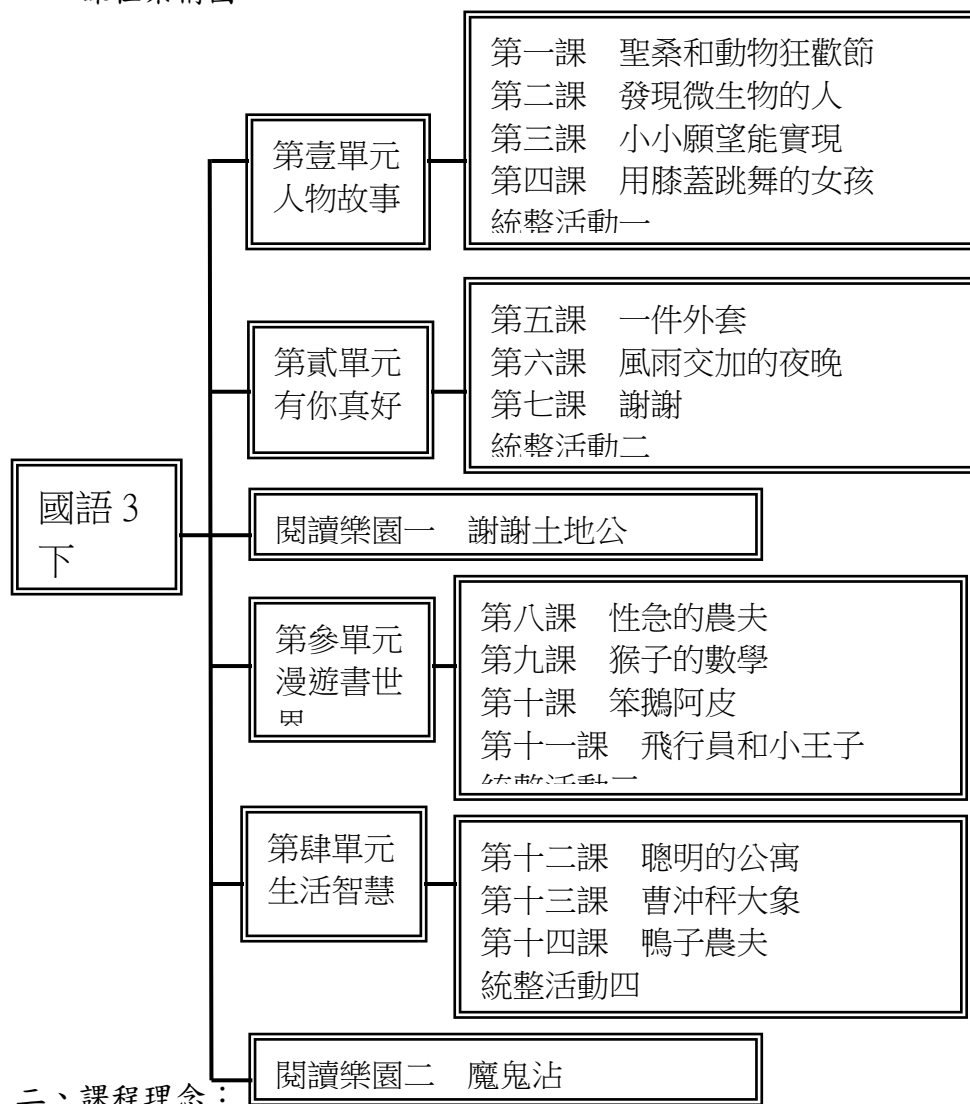 國語 3
下
第壹單元
人物故事
第一課　聖桑和動物狂歡節
第二課　發現微生物的人
第三課　小小願望能實現
第四課　用膝蓋跳舞的女孩
統整活動一
第貳單元
有你真好
第五課　一件外套
第六課　風雨交加的夜晚
第七課　謝謝
統整活動二
閱讀樂園一　謝謝土地公
第參單元
漫遊書世
界
第八課　性急的農夫
第九課　猴子的數學
第十課　笨鵝阿皮
第十一課　飛行員和小王子
第肆單元
生活智慧
第十二課　聰明的公寓
第十三課　曹沖秤大象
第十四課　鴨子農夫
統整活動四
閱讀樂園二　魔鬼沾
二、課程理念：